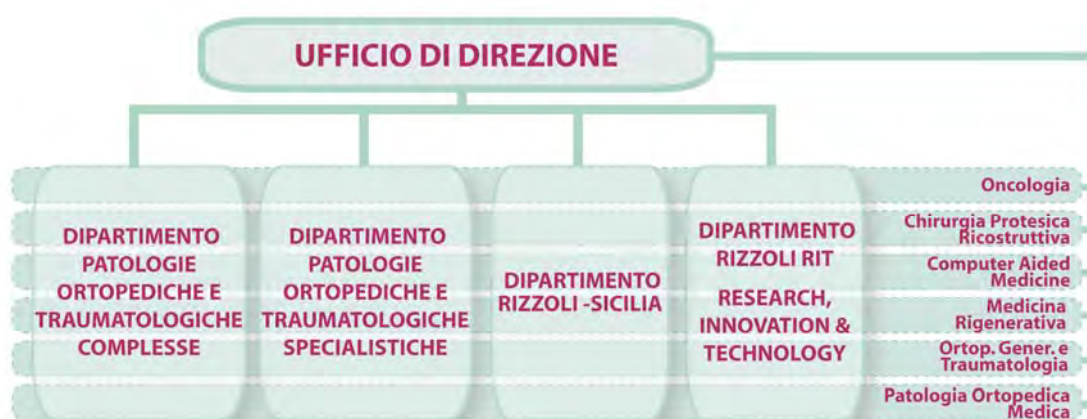 UFFICIO DI DIREZIONE
DIPARTIMENTO
PATOLOGIE
ORTOPEDICHE E
TRAUMATOLOGICHE
COMPLESSE
DIPARTIMENTO
PATOLOGIE
ORTOPEDICHE E
TRAUMATOLOGICHE
SPECIALISTICHE
DIPARTIMENTO
RIZZOLI -SICILIA
DIPARTIMENTO
RIZZOLI RIT
RESEARCH,
INNOVATION &
TECHNOLOGY
Oncologia
Chirurgia Protesica
Ricostruttiva
Computer Aided
Medicine
Medicina
Rigenerativa
Ortop. Gener. e
Traumatologia
Patologia Ortopedica
Medica